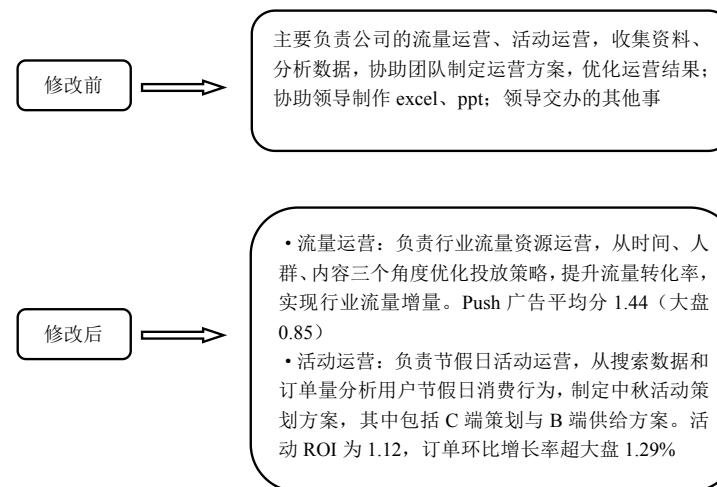 修改前
主要负责公司的流量运营、活动运营，收集资料、
分析数据，协助团队制定运营方案，优化运营结果；
协助领导制作 excel、ppt；领导交办的其他事
修改后
·流量运营：负责行业流量资源运营，从时间、人
群、内容三个角度优化投放策略，提升流量转化率，
实现行业流量增量。Push 广告平均分 1.44（大盘
0.85）
·活动运营：负责节假日活动运营，从搜索数据和
订单量分析用户节假日消费行为，制定中秋活动策
划方案，其中包括 C 端策划与 B 端供给方案。活
动 ROI 为 1.12，订单环比增长率超大盘 1.29%